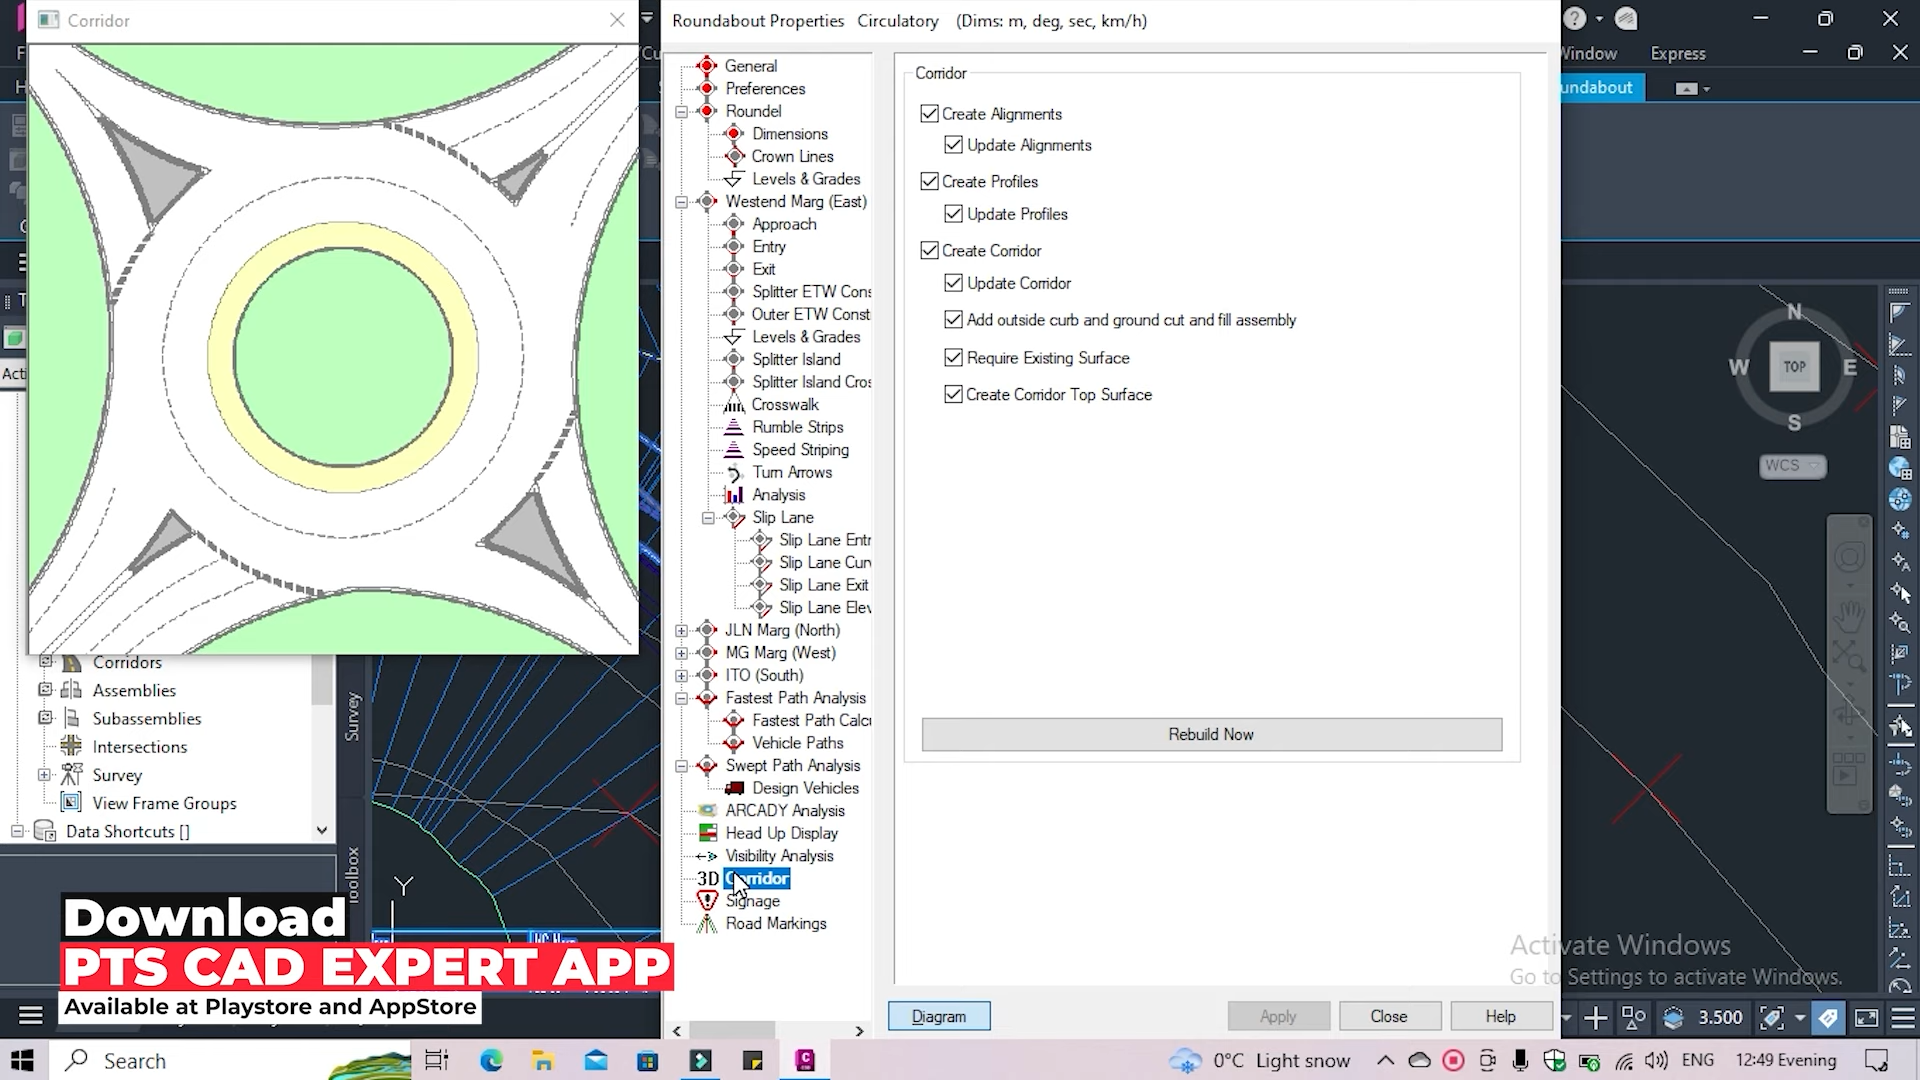 Corridor
Roundabout Properties Circulatory (Dims: m, deg, sec, km/h)
Window
Express
undabout
General
Preferences
Roundel
Dimensions
Crown Lines
Levels & Grades
Westend Marg (East)
Approach
Entry
Exit
Splitter ETW Cons
Outer ETW Const
Levels & Grades
Splitter Island
Splitter Island Cros
Crosswalk
Rumble Strips
Speed Striping
Turn Arrows
Analysis
Slip Lane
Slip Lane Entr
Slip Lane Cur
Slip Lane Exit
Slip Lane Elev
JLN Marg (North)
MG Marg (West)
ITO (South)
Fastest Path Analysis
Fastest Path Calcu
Vehicle Paths
Swept Path Analysis
Design Vehicles
ARCADY Analysis
Head Up Display
Visibility Analysis
3D Corridor
Signage
Road Markings
Corridor
Create Alignments
Update Alignments
Create Profiles
Update Profiles
Create Corridor
Update Corridor
Add outside curb and ground cut and fill assembly
Require Existing Surface
Create Corridor Top Surface
Rebuild Now
Diagram
Apply
Close
Help
N
W TOP E
S
WCS
Acti
Corridors
Assemblies
Subassemblies
Intersections
Survey
View Frame Groups
Data Shortcuts []
Survey
Toolbox
Y
Download
PTS CAD EXPERT APP
Available at Playstore and AppStore
Activate Windows
Go to Settings to activate Windows.
3.500
Search
0°C Light snow
ENG
12:49 Evening